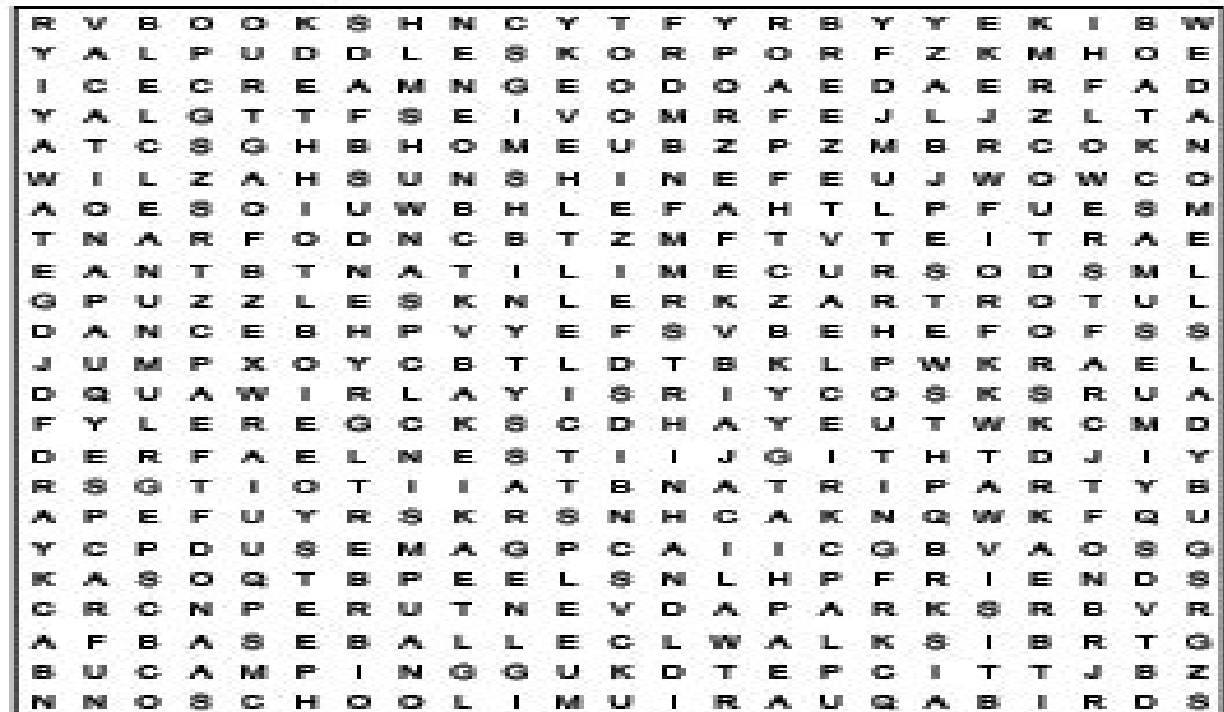 R V B O O K S H N C Y T F Y R B Y Y E K I B W
Y A L P U D D L E S K O R P O R F Z K M H O E
I C E C R E A M N G E O D O A E D A E R F A D
Y A L G T T F S E I V O M R F E J L J Z L T A
A T C S G H B H O M E U B Z P Z M B R C O K N
W I L Z A H S U N S H I N E F E U J W O W C O
A O E S O I U W B H L E F A H T L P F U E S M
T N A R F O D N C B T Z M F T V T E I T R A E
E A N T B T N A T I L I M E C U R S O D S M L
G P U Z Z L E S K N L E R K Z A R T R O T U L
D A N C E B H P V Y E F S V B E H E F O F S S
J U M P X O Y C B T L D T B K L P W K R A E L
D Q U A W I R L A Y I S R I Y C O S K S R U A
F Y L E R E G C K S C D H A Y E U T W K C M D
D E R F A E L N E S T I I J G I T H T D J I Y
R S G T I O T I I A T B N A T R I P A R T Y B
A P E F U Y R S K R S N H C A K N Q W K F Q U
Y C P D U S E M A G P C A I I C G B V A O S G
K A S O Q T B P E E L S N L H P F R I E N D S
C R C N P E R U T N E V D A P A R K S R B V R
A F B A S E B A L L E C L W A L K S I B R T G
B U C A M P I N G G U K D T E P C I T T J B Z
N N O S C H O O L I M U I R A U Q A B I R D S